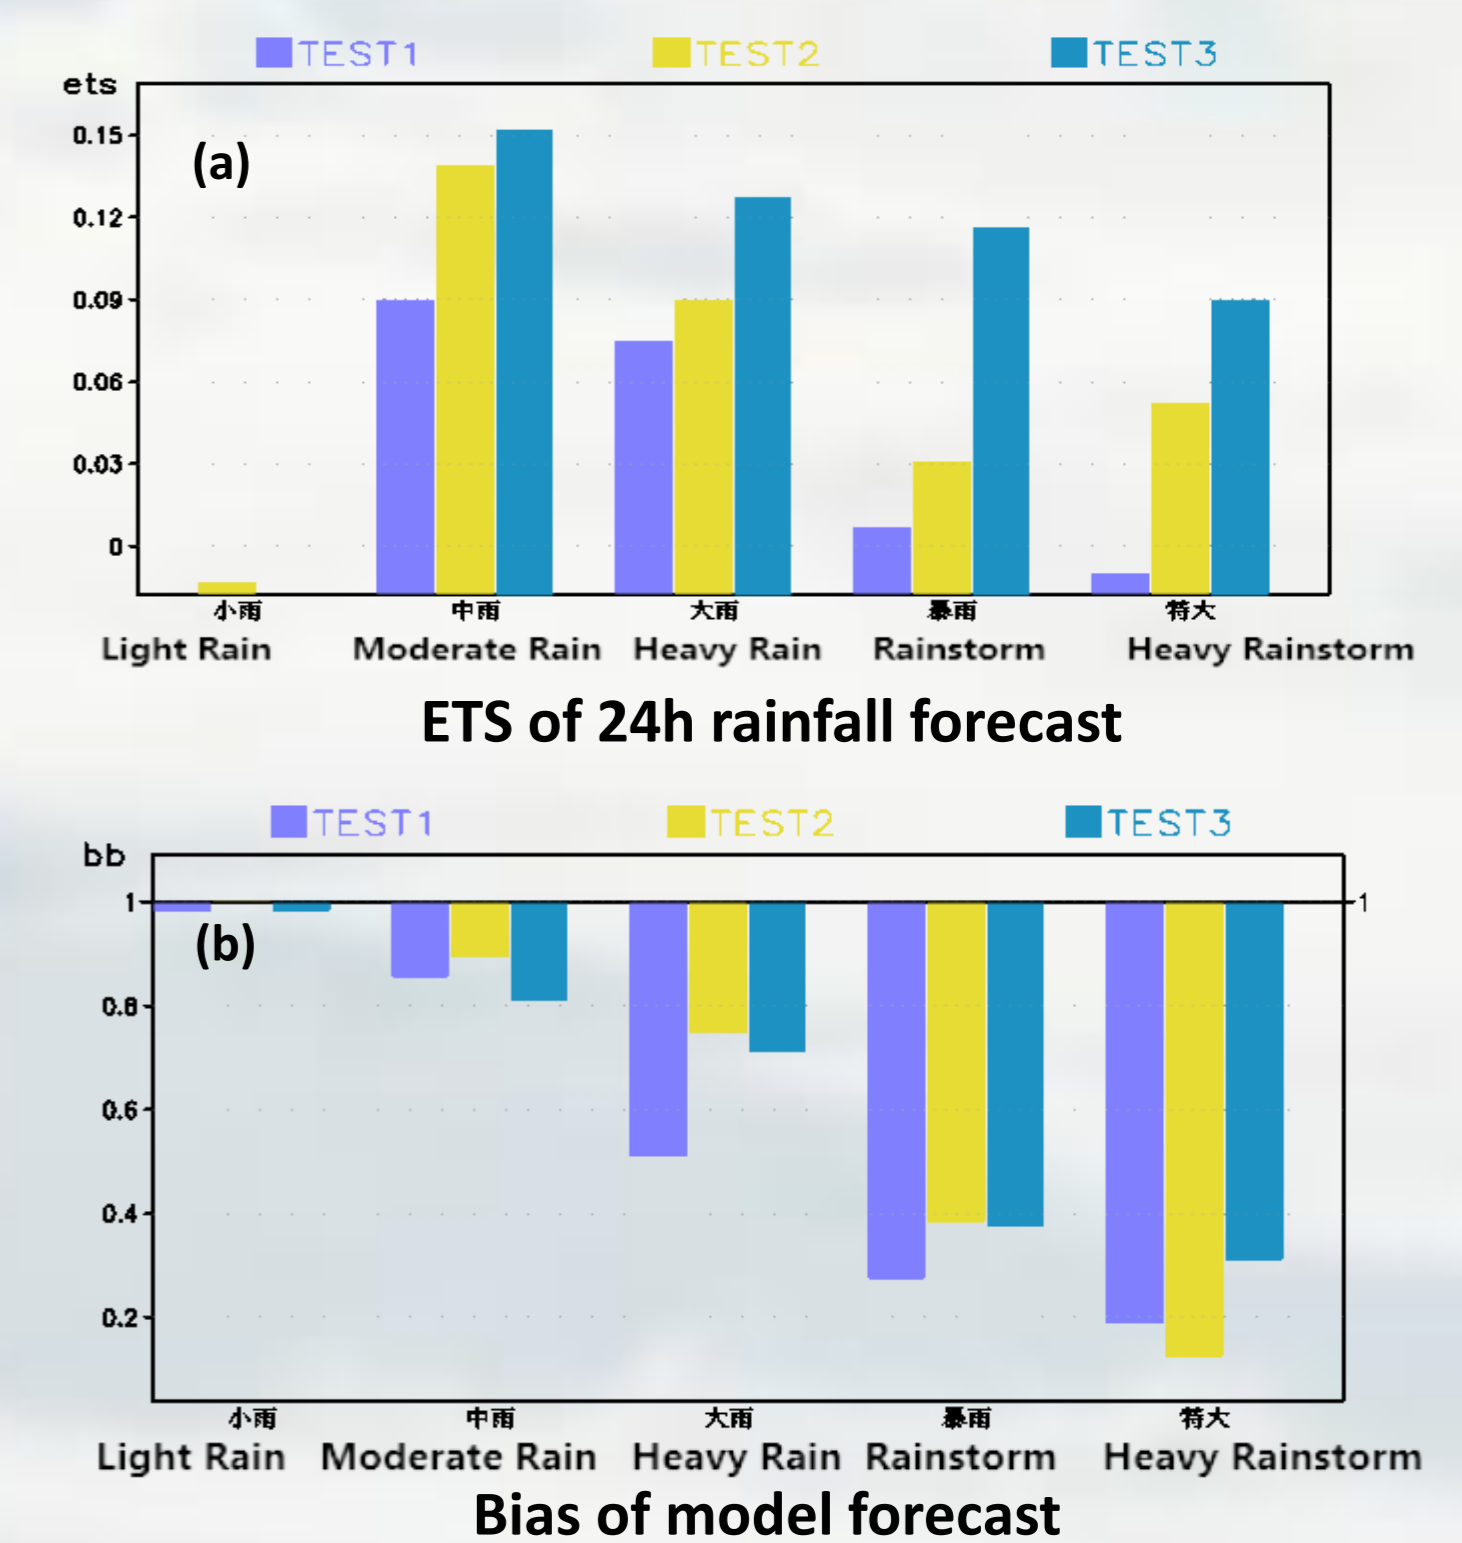 TEST1 TEST2 TEST3
ets
(a)
0.15
0.12
0.09
0.06
0.03
0
小雨 中雨 大雨 暴雨 特大
Light Rain Moderate Rain Heavy Rain Rainstorm Heavy Rainstorm
ETS of 24h rainfall forecast
TEST1 TEST2 TEST3
bb
1 1
(b)
0.8
0.6
0.4
0.2
小雨 中雨 大雨 暴雨 特大
Light Rain Moderate Rain Heavy Rain Rainstorm Heavy Rainstorm
Bias of model forecast